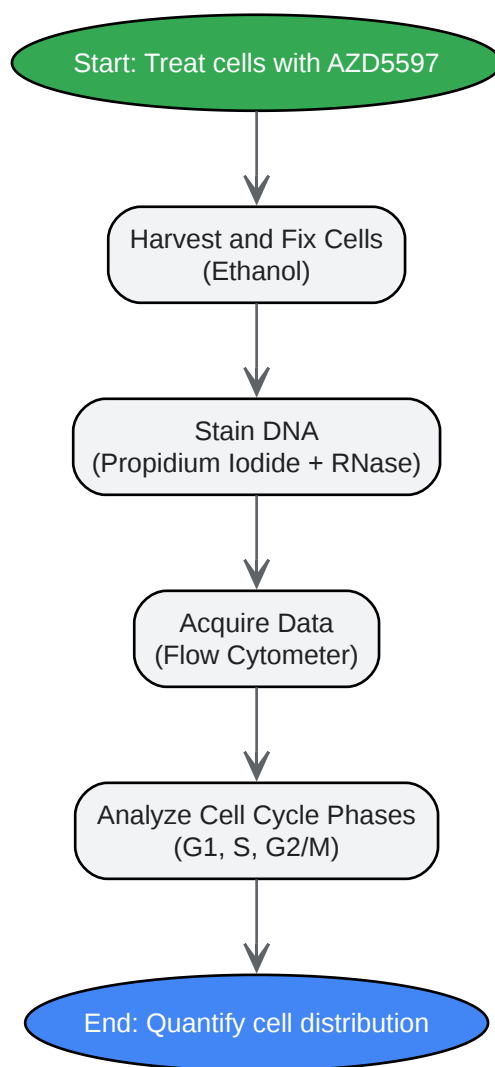 Start: Treat cells with AZD5597
Harvest and Fix Cells
(Ethanol)
Stain DNA
(Propidium Iodide + RNase)
Acquire Data
(Flow Cytometer)
Analyze Cell Cycle Phases
(G1, S, G2/M)
End: Quantify cell distribution